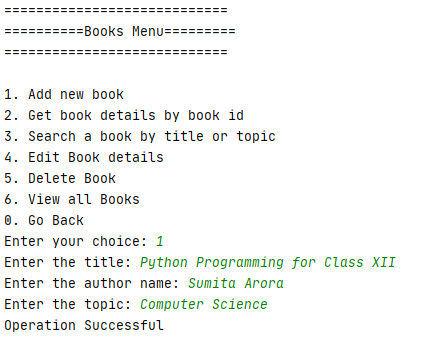 ============================
==========Books Menu=========
============================
1. Add new book
2. Get book details by book id
3. Search a book by title or topic
4. Edit Book details
5. Delete Book
6. View all Books
0. Go Back
Enter your choice: 1
Enter the title: Python Programming for Class XII
Enter the author name: Sumita Arora
Enter the topic: Computer Science
Operation Successful